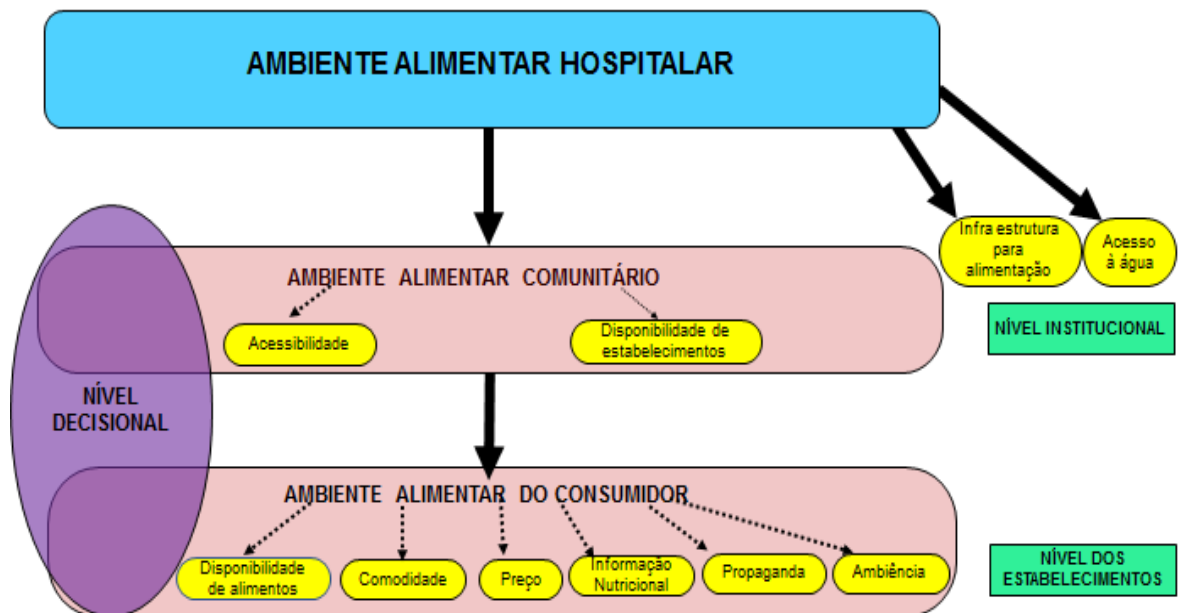 AMBIENTE ALIMENTAR HOSPITALAR
Infra estrutura
para
alimentação
Acesso
à água
AMBIENTE ALIMENTAR COMUNITÁRIO
Acessibilidade
Disponibilidade de
estabelecimentos
NÍVEL INSTITUCIONAL
NÍVEL
DECISIONAL
AMBIENTE ALIMENTAR DO CONSUMIDOR
Disponibilidade
de alimentos
Comodidade
Preço
Informação
Nutricional
Propaganda
Ambiência
NÍVEL DOS
ESTABELECIMENTOS